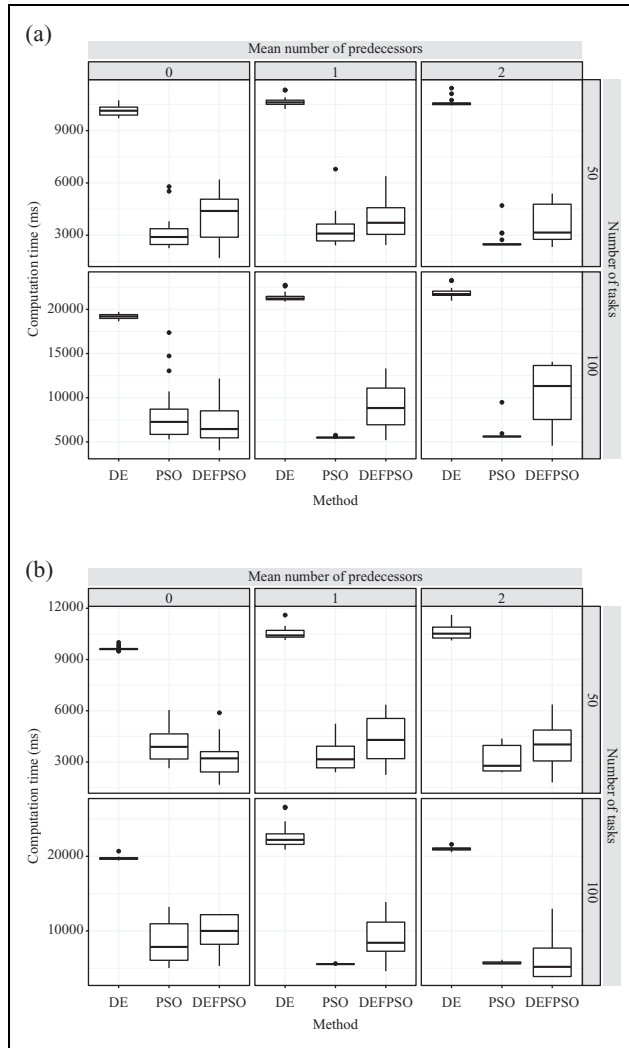 (a)
Mean number of predecessors
0 1 2
9000
6000
3000
50
20000
15000
10000
5000
100
Computation time (ms)
Number of tasks
DE PSO DEFPSO DE PSO DEFPSO DE PSO DEFPSO
Method
(b)
Mean number of predecessors
0 1 2
12000
9000
6000
3000
50
20000
10000
100
Computation time (ms)
Number of tasks
DE PSO DEFPSO DE PSO DEFPSO DE PSO DEFPSO
Method